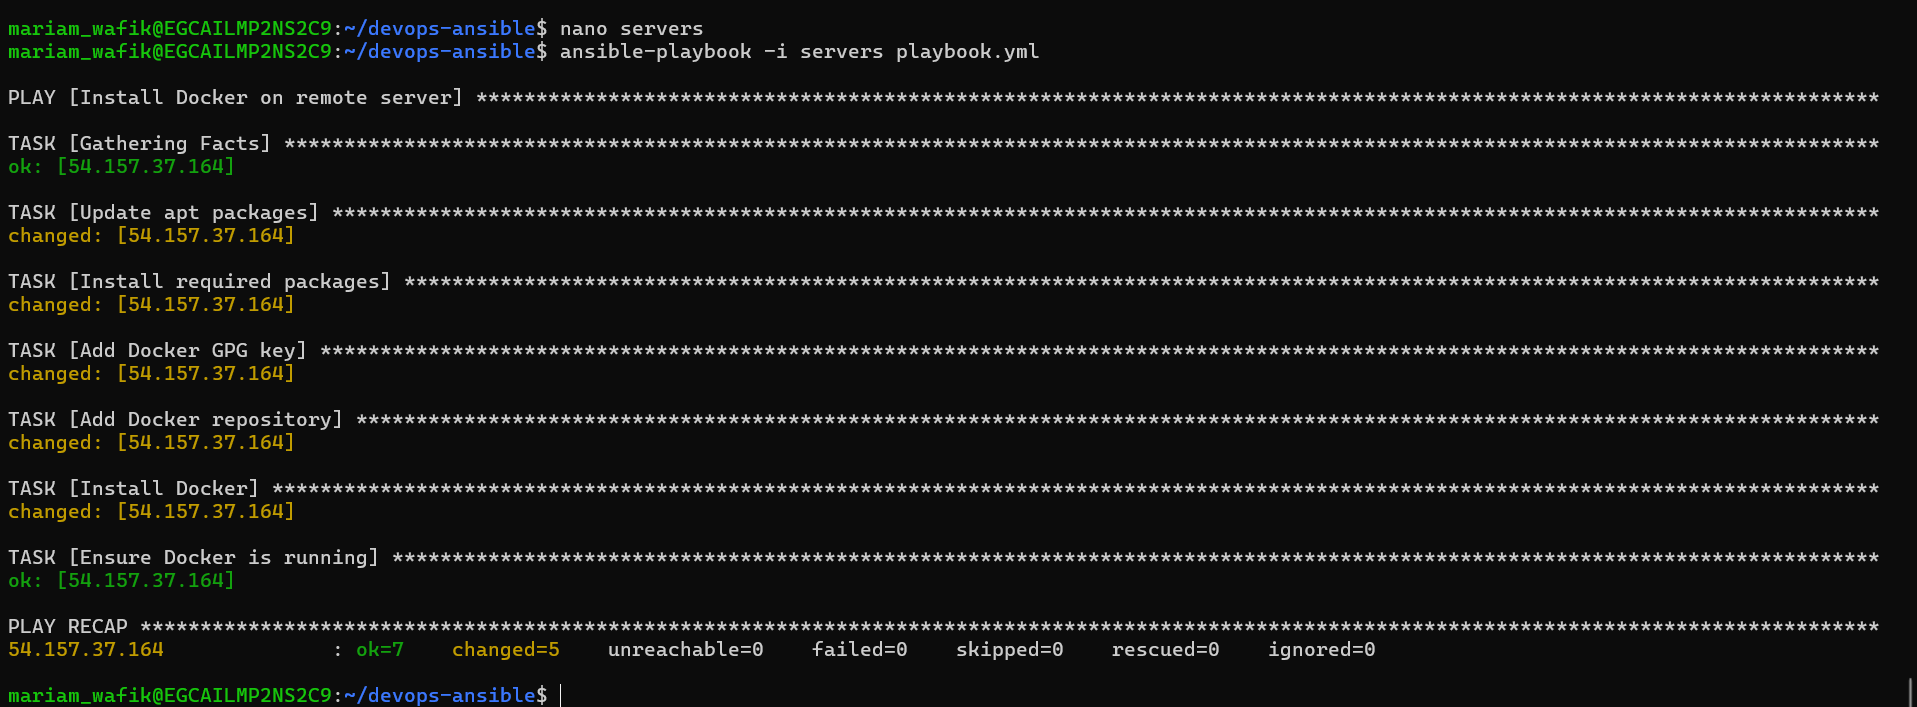 mariam_wafik@EGCAILMP2NS2C9:~/devops-ansible$ nano servers
mariam_wafik@EGCAILMP2NS2C9:~/devops-ansible$ ansible-playbook -i servers playbook.yml
PLAY [Install Docker on remote server] *********************************************************************************************************************
TASK [Gathering Facts] *************************************************************************************************************************************
ok: [54.157.37.164]
TASK [Update apt packages] *********************************************************************************************************************************
changed: [54.157.37.164]
TASK [Install required packages] ***************************************************************************************************************************
changed: [54.157.37.164]
TASK [Add Docker GPG key] **********************************************************************************************************************************
changed: [54.157.37.164]
TASK [Add Docker repository] *******************************************************************************************************************************
changed: [54.157.37.164]
TASK [Install Docker] **************************************************************************************************************************************
changed: [54.157.37.164]
TASK [Ensure Docker is running] ****************************************************************************************************************************
ok: [54.157.37.164]
PLAY RECAP *************************************************************************************************************************************************
54.157.37.164              : ok=7    changed=5    unreachable=0    failed=0    skipped=0    rescued=0    ignored=0
mariam_wafik@EGCAILMP2NS2C9:~/devops-ansible$